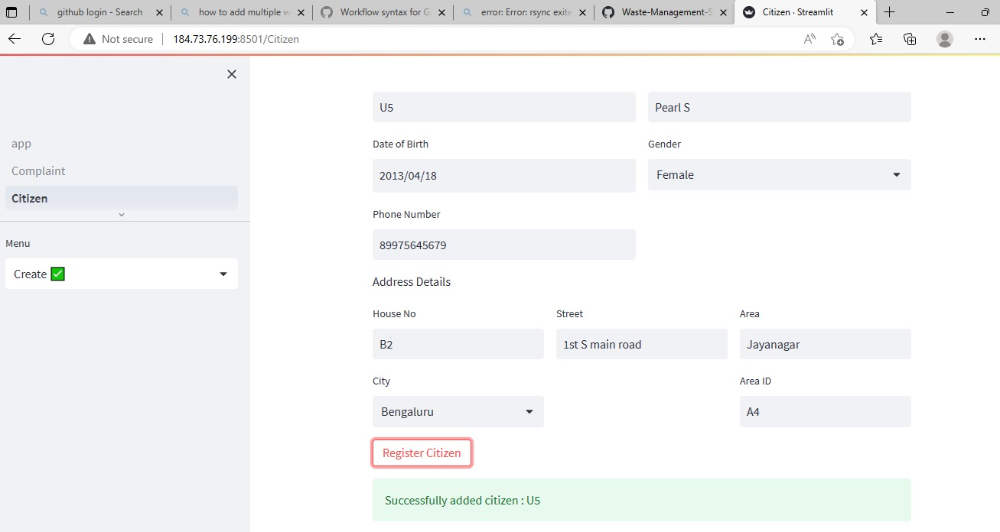 github login - Search
how to add multiple w
Workflow syntax for Gi
error: Error: rsync exite
Waste-Management-S
Citizen · Streamlit
Not secure
184.73.76.199:8501/Citizen
app
Complaint
Citizen
Menu
Create
U5
Pearl S
Date of Birth
Gender
2013/04/18
Female
Phone Number
89975645679
Address Details
House No
Street
Area
B2
1st S main road
Jayanagar
City
Area ID
Bengaluru
A4
Register Citizen
Successfully added citizen : U5